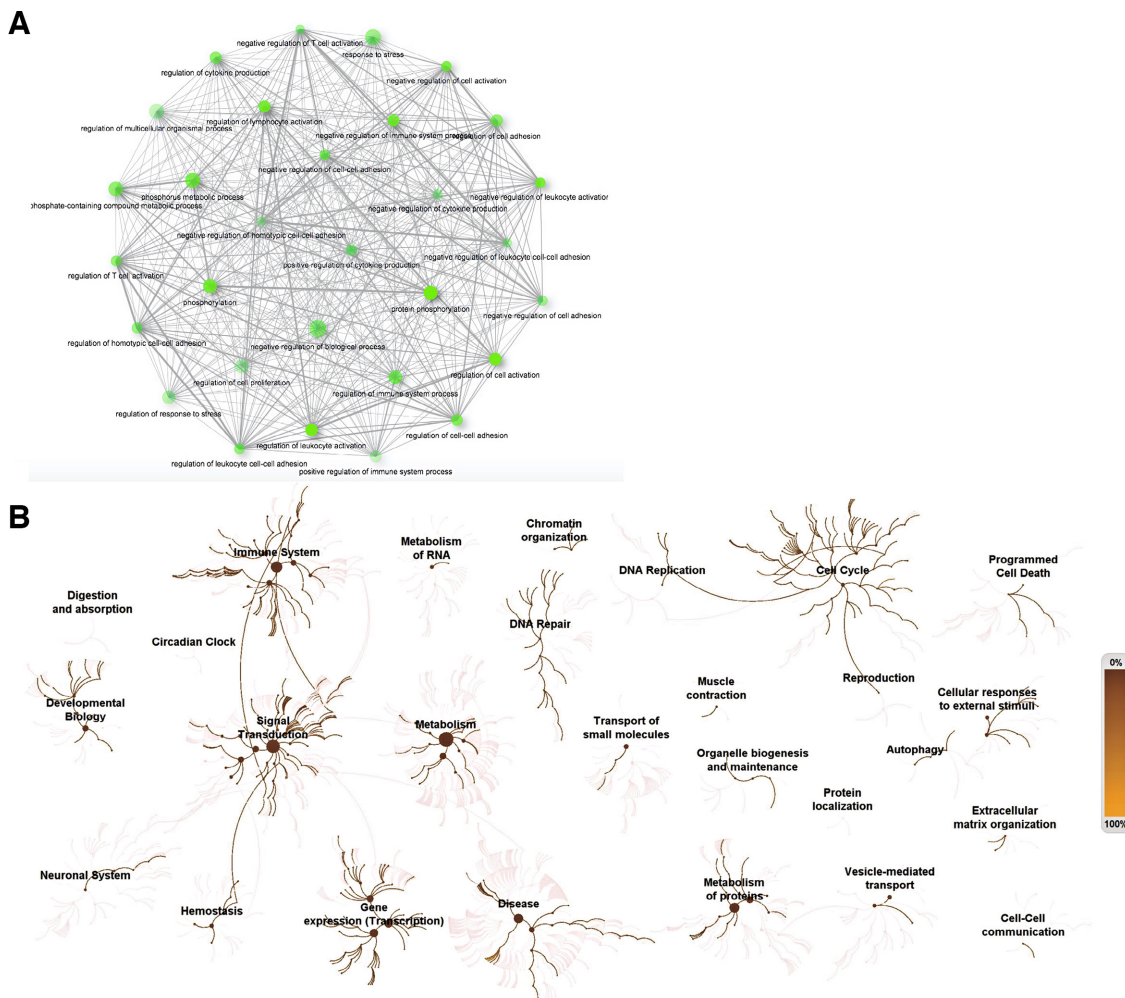 A
negative regulation of T cell activation
response to stress
regulation of cytokine production
negative regulation of cell activation
regulation of lymphocyte activation
regulation of multicellular organismal process
negative regulation of immune system process
regulation of cell adhesion
negative regulation of cell-cell adhesion
phosphorus metabolic process
negative regulation of leukocyte activation
phosphate-containing compound metabolic process
negative regulation of cytokine production
negative regulation of homotypic cell-cell adhesion
negative regulation of leukocyte cell-cell adhesion
positive regulation of cytokine production
regulation of T cell activation
phosphorylation
protein phosphorylation
negative regulation of cell adhesion
regulation of homotypic cell-cell adhesion
negative regulation of biological process
regulation of cell activation
regulation of cell proliferation
regulation of immune system process
regulation of response to stress
regulation of cell-cell adhesion
regulation of leukocyte activation
regulation of leukocyte cell-cell adhesion
positive regulation of immune system process
B
Immune System
Metabolism
of RNA
Chromatin
organization
DNA Replication
Cell Cycle
Programmed
Cell Death
Digestion
and absorption
Circadian Clock
DNA Repair
Developmental
Biology
Signal
Transduction
Metabolism
Transport of
small molecules
Muscle
contraction
Reproduction
Cellular responses
to external stimuli
Organelle biogenesis
and maintenance
Autophagy
Protein
localization
Extracellular
matrix organization
0%
100%
Neuronal System
Hemostasis
Gene
expression (Transcription)
Disease
Metabolism
of proteins
Vesicle-mediated
transport
Cell-Cell
communication